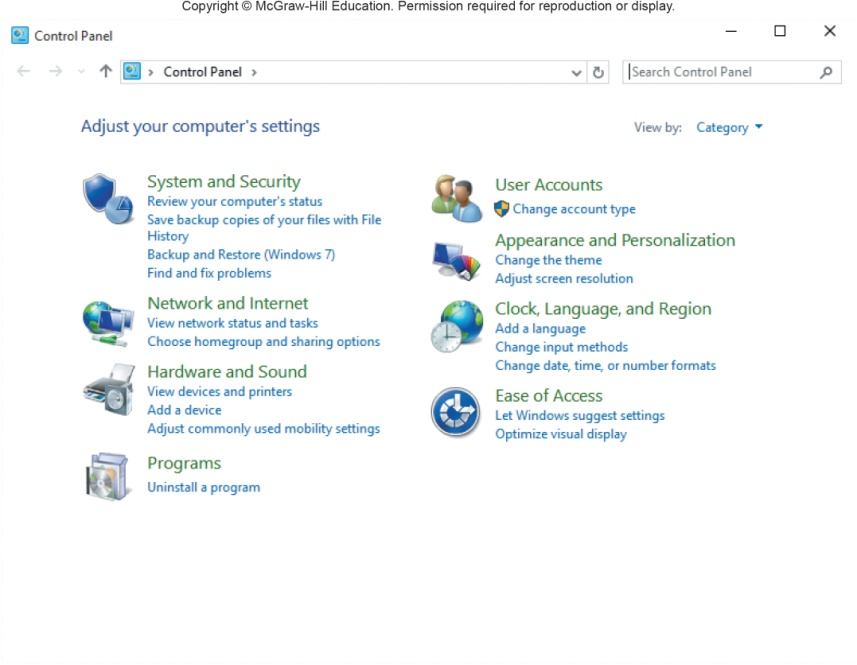 Copyright © McGraw-Hill Education. Permission required for reproduction or display.
Control Panel
Control Panel
Search Control Panel
Adjust your computer's settings
View by: Category
System and Security
Review your computer's status
Save backup copies of your files with File
History
Backup and Restore (Windows 7)
Find and fix problems
Network and Internet
View network status and tasks
Choose homegroup and sharing options
Hardware and Sound
View devices and printers
Add a device
Adjust commonly used mobility settings
Programs
Uninstall a program
User Accounts
Change account type
Appearance and Personalization
Change the theme
Adjust screen resolution
Clock, Language, and Region
Add a language
Change input methods
Change date, time, or number formats
Ease of Access
Let Windows suggest settings
Optimize visual display